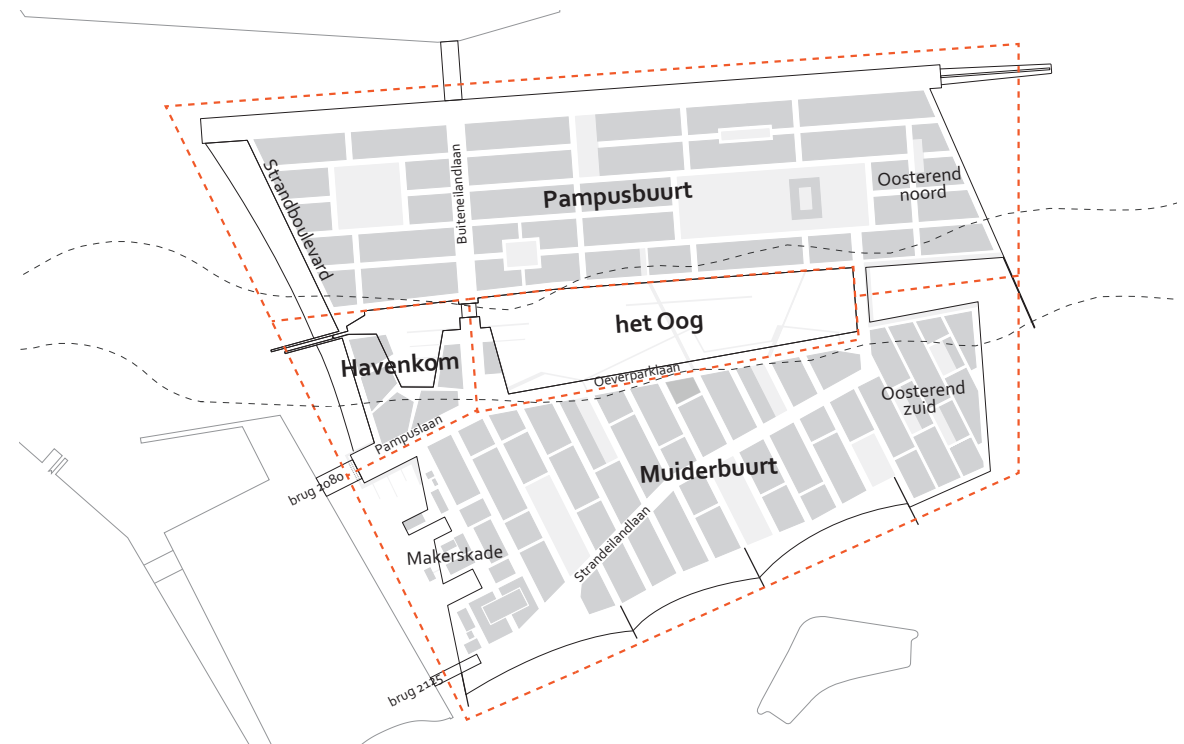 Strandboulevard
Buiteneilandlaan
Pampusbuurt
Oosterend
noord
het Oog
Havenkom
Oeverparklaan
Oosterend
zuid
Pampuslaan
Muiderbuurt
brug 2080
Strandeilandlaan
Makerskade
brug 2125